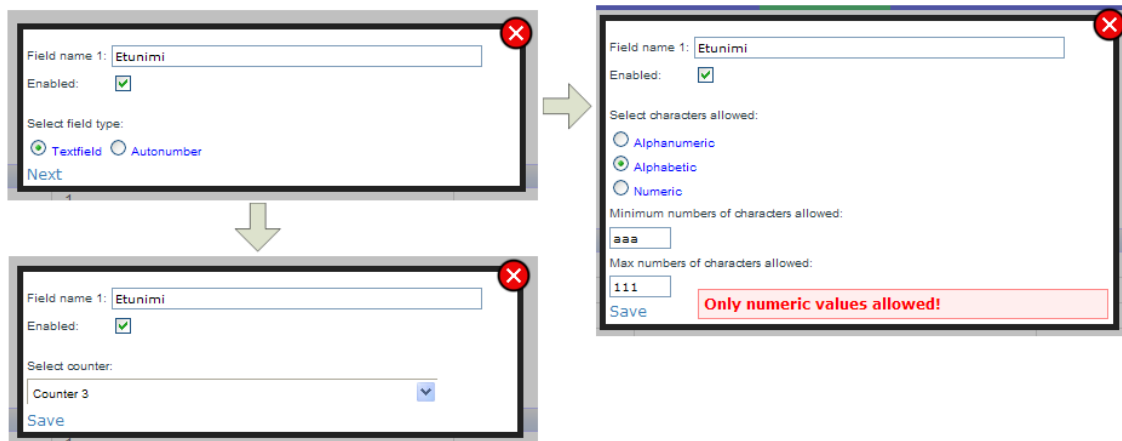 Field name 1: Etunimi
Enabled:
Select field type:
Textfield Autonumber
Next
Field name 1: Etunimi
Enabled:
Select characters allowed:
Alphanumeric
Alphabetic
Numeric
Minimum numbers of characters allowed:
aaa
Max numbers of characters allowed:
111
Save Only numeric values allowed!
Field name 1: Etunimi
Enabled:
Select counter:
Counter 3
Save